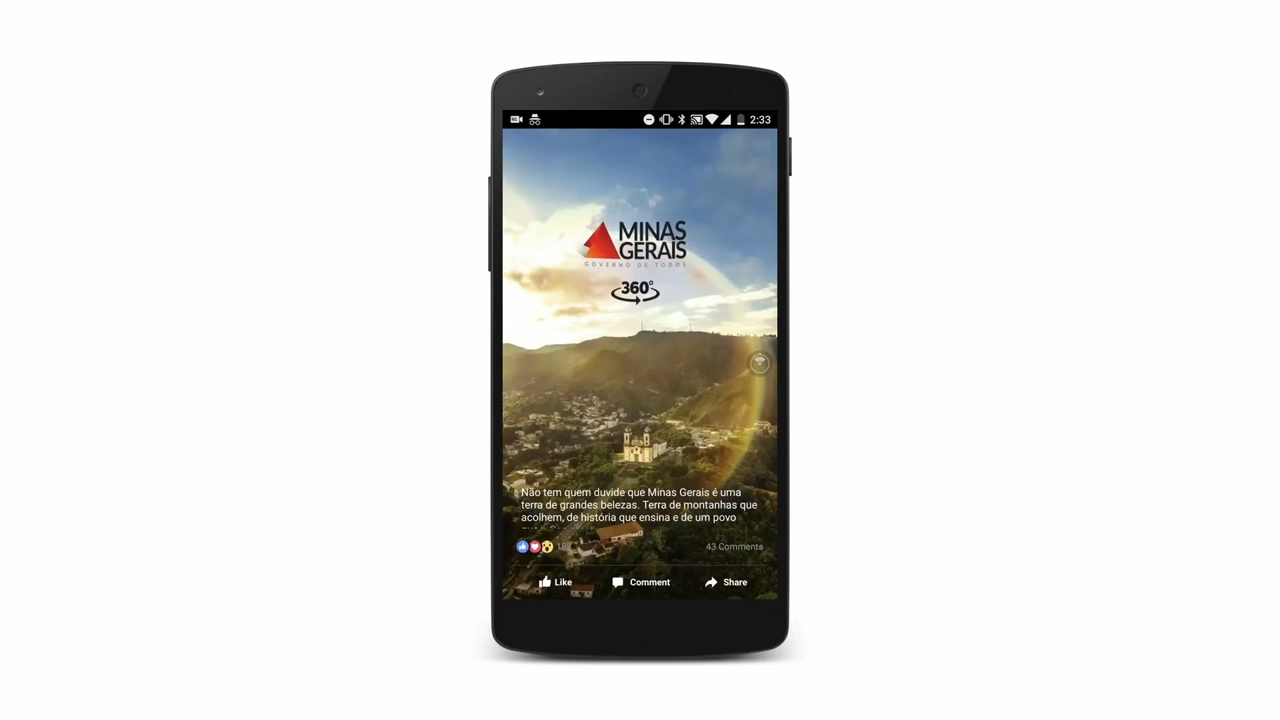 2:33
MINAS
GERAIS
GOVERNO DE TODOS
360°
Não tem quem duvide que Minas Gerais é uma
terra de grandes belezas. Terra de montanhas que
acolhem, de história que ensina e de um povo
43 Comments
Like Comment Share